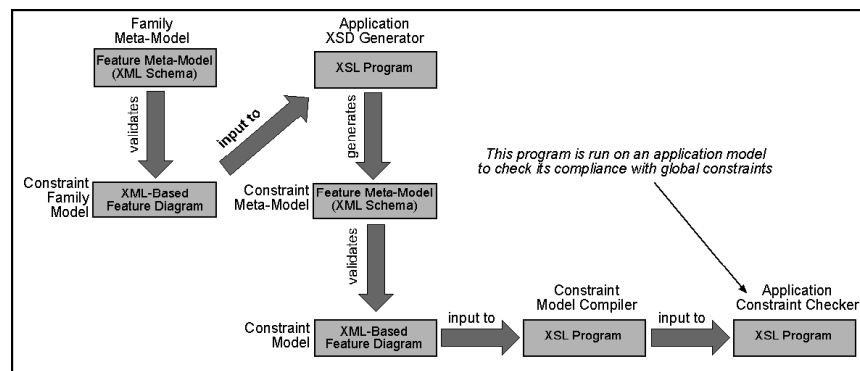 Family
Meta-Model
Feature Meta-Model
(XML Schema)
validates
Constraint
Family
Model
XML-Based
Feature Diagram
input to
Application
XSD Generator
XSL Program
generates
Constraint
Meta-Model
Feature Meta-Model
(XML Schema)
validates
Constraint
Model
XML-Based
Feature Diagram
input to
Constraint
Model Compiler
XSL Program
input to
This program is run on an application model
to check its compliance with global constraints
Application
Constraint Checker
XSL Program